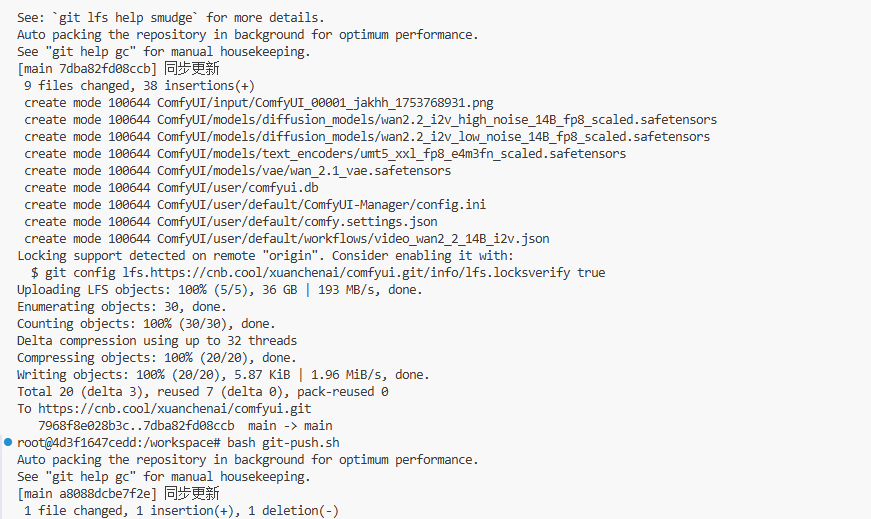 See: `git lfs help smudge` for more details.
Auto packing the repository in background for optimum performance.
See "git help gc" for manual housekeeping.
[main 7dba82fd08ccb] 同步更新
 9 files changed, 38 insertions(+)
 create mode 100644 ComfyUI/input/ComfyUI_00001_jakhh_1753768931.png
 create mode 100644 ComfyUI/models/diffusion_models/wan2.2_i2v_high_noise_14B_fp8_scaled.safetensors
 create mode 100644 ComfyUI/models/diffusion_models/wan2.2_i2v_low_noise_14B_fp8_scaled.safetensors
 create mode 100644 ComfyUI/models/text_encoders/umt5_xxl_fp8_e4m3fn_scaled.safetensors
 create mode 100644 ComfyUI/models/vae/wan_2.1_vae.safetensors
 create mode 100644 ComfyUI/user/comfyui.db
 create mode 100644 ComfyUI/user/default/ComfyUI-Manager/config.ini
 create mode 100644 ComfyUI/user/default/comfy.settings.json
 create mode 100644 ComfyUI/user/default/workflows/video_wan2_2_14B_i2v.json
Locking support detected on remote "origin". Consider enabling it with:
  $ git config lfs.https://cnb.cool/xuanchenai/comfyui.git/info/lfs.locksverify true
Uploading LFS objects: 100% (5/5), 36 GB | 193 MB/s, done.
Enumerating objects: 30, done.
Counting objects: 100% (30/30), done.
Delta compression using up to 32 threads
Compressing objects: 100% (20/20), done.
Writing objects: 100% (20/20), 5.87 KiB | 1.96 MiB/s, done.
Total 20 (delta 3), reused 7 (delta 0), pack-reused 0
To https://cnb.cool/xuanchenai/comfyui.git
   7968f8e028b3c..7dba82fd08ccb  main -> main
root@4d3f1647cedd:/workspace# bash git-push.sh
Auto packing the repository in background for optimum performance.
See "git help gc" for manual housekeeping.
[main a8088dcbe7f2e] 同步更新
 1 file changed, 1 insertion(+), 1 deletion(-)